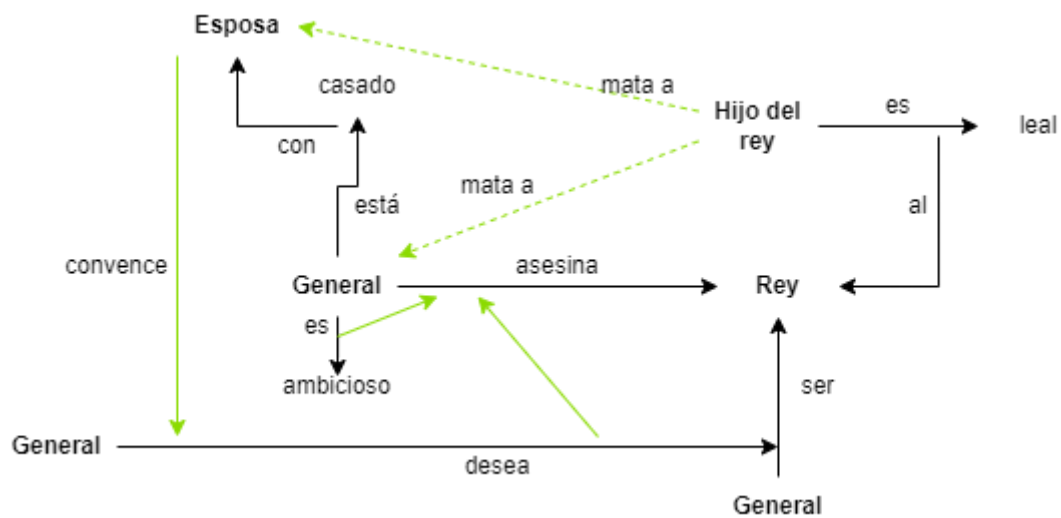 Esposa
casado
mata a
Hijo del
rey
es
leal
con
mata a
está
al
convence
General
asesina
Rey
es
ambicioso
ser
General
desea
General